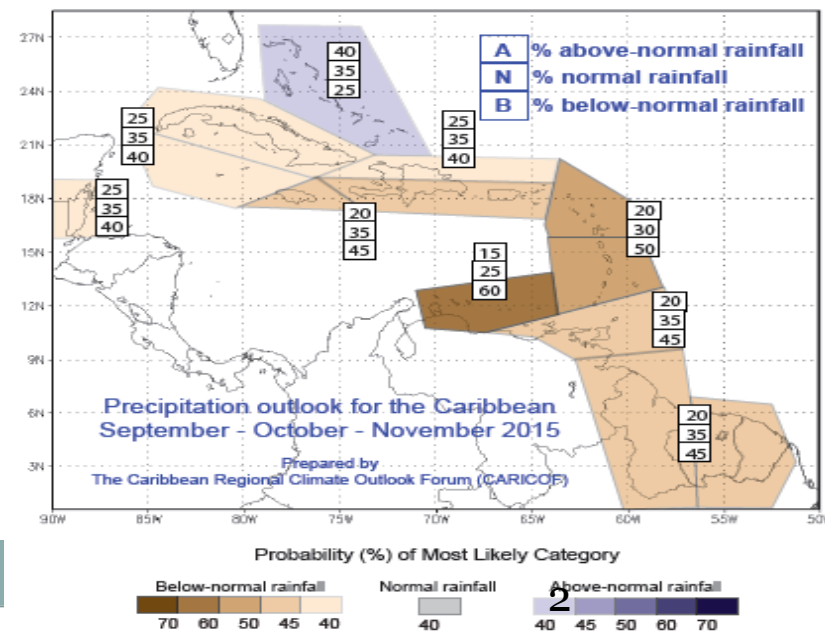 27N
24N
21N
18N
15N
12N
9N
6N
3N
40
35
25
A % above-normal rainfall
N % normal rainfall
B % below-normal rainfall
25
35
40
25
35
40
25
35
40
20
35
45
20
30
50
15
25
60
20
35
45
20
35
45
Precipitation outlook for the Caribbean
September - October - November 2015
Prepared by
The Caribbean Regional Climate Outlook Forum (CARICOF)
90W 85W 80W 75W 70W 65W 60W 55W 50
Probability (%) of Most Likely Category
Below-normal rainfall Normal rainfall Above-normal rainfall
2
70 60 50 45 40 40 40 45 50 60 70